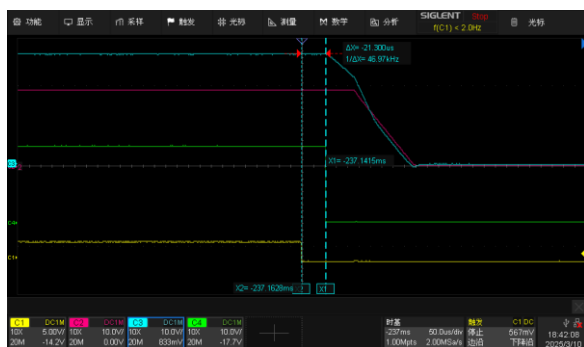 功能 显示 采样 触发 光标 测量 数学 分析 SIGLENT Stop f(C1) < 2.0Hz 光标
ΔX= -21.300us
1/ΔX= 46.97kHz
X1= -237.1415ms
X2= -237.1628ms
X1
C3
C4
C1
C1 DC1M C2 DC1M C3 DC1M C4 DC1M 时基 触发 C1 DC
10X 5.00V/ 10X 10.0V/ 10X 10.0V/ 10X 10.0V/ -237ms 50.0us/div 停止 567mV
20M -14.2V 20M 0.00V 20M 833mV 20M -17.7V 1.00Mpts 2.00MSa/s 边沿 下降沿
18:42:08